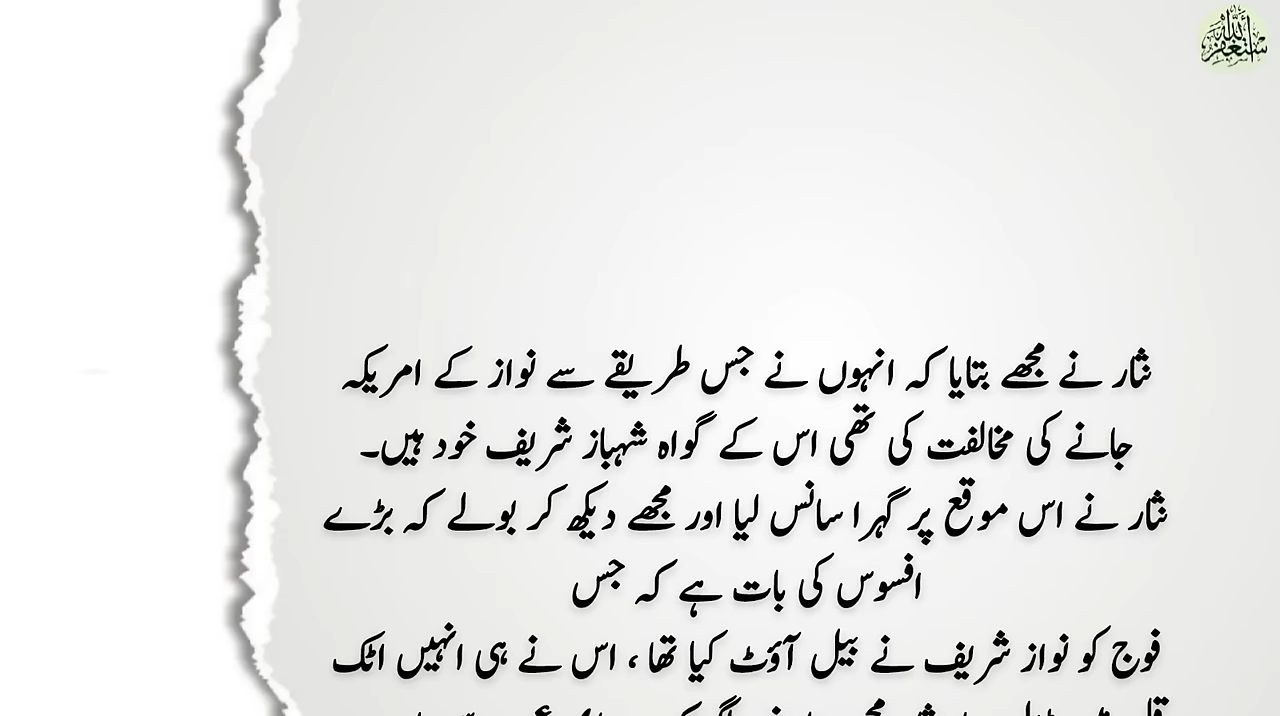 أستغفر الله
نثار نے مجھے بتایا کہ انہوں نے جس طریقے سے نواز کے امریکہ
جانے کی مخالفت کی تھی اس کے گواہ شہباز شریف خود ہیں۔
نثار نے اس موقع پر گہرا سانس لیا اور مجھے دیکھ کر بولے کہ بڑے
افسوس کی بات ہے کہ جس
فوج کو نواز شریف نے بیل آؤٹ کیا تھا، اس نے ہی انہیں اٹک